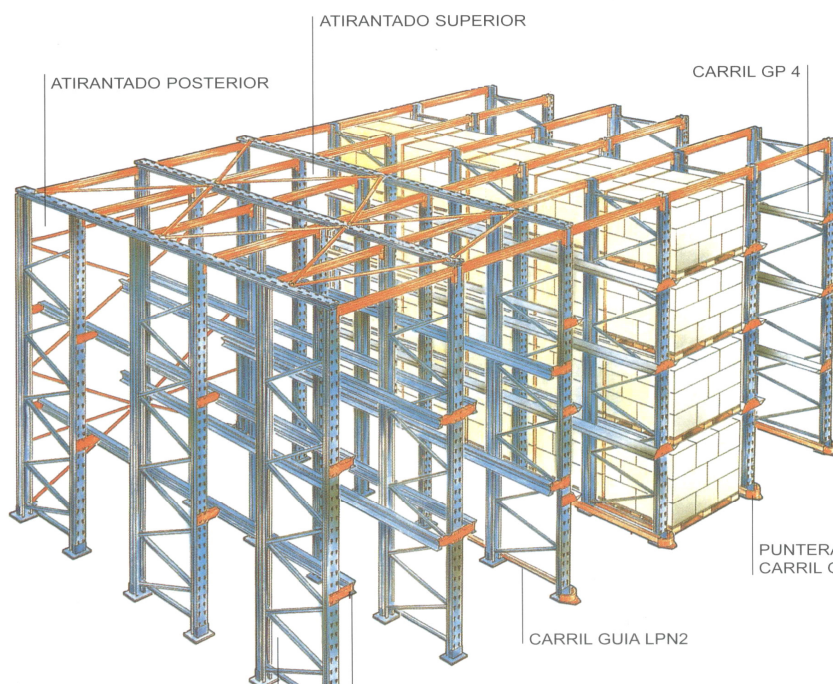 ATIRANTADO SUPERIOR
ATIRANTADO POSTERIOR
CARRIL GP 4
PUNTERA
CARRIL
CARRIL GUIA LPN2